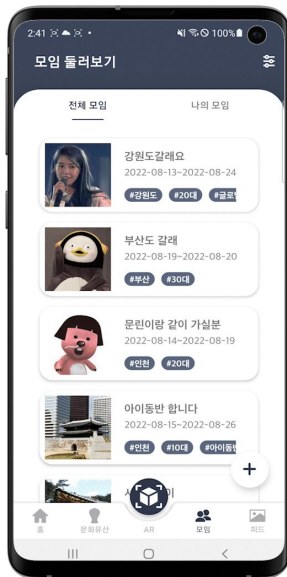 2:41
100%
모임 둘러보기
전체 모임 나의 모임
강원도갈래요
2022-08-13~2022-08-24
#강원도 #20대
부산도 갈래
2022-08-19~2022-08-20
#부산 #30대
문린이랑 같이 가실분
2022-08-14~2022-08-19
#인천 #20대
아이동반 합니다
2022-08-15~2022-08-26
#인천 #10대 #아이동반
+
홈 문화유산 AR 모임 피드